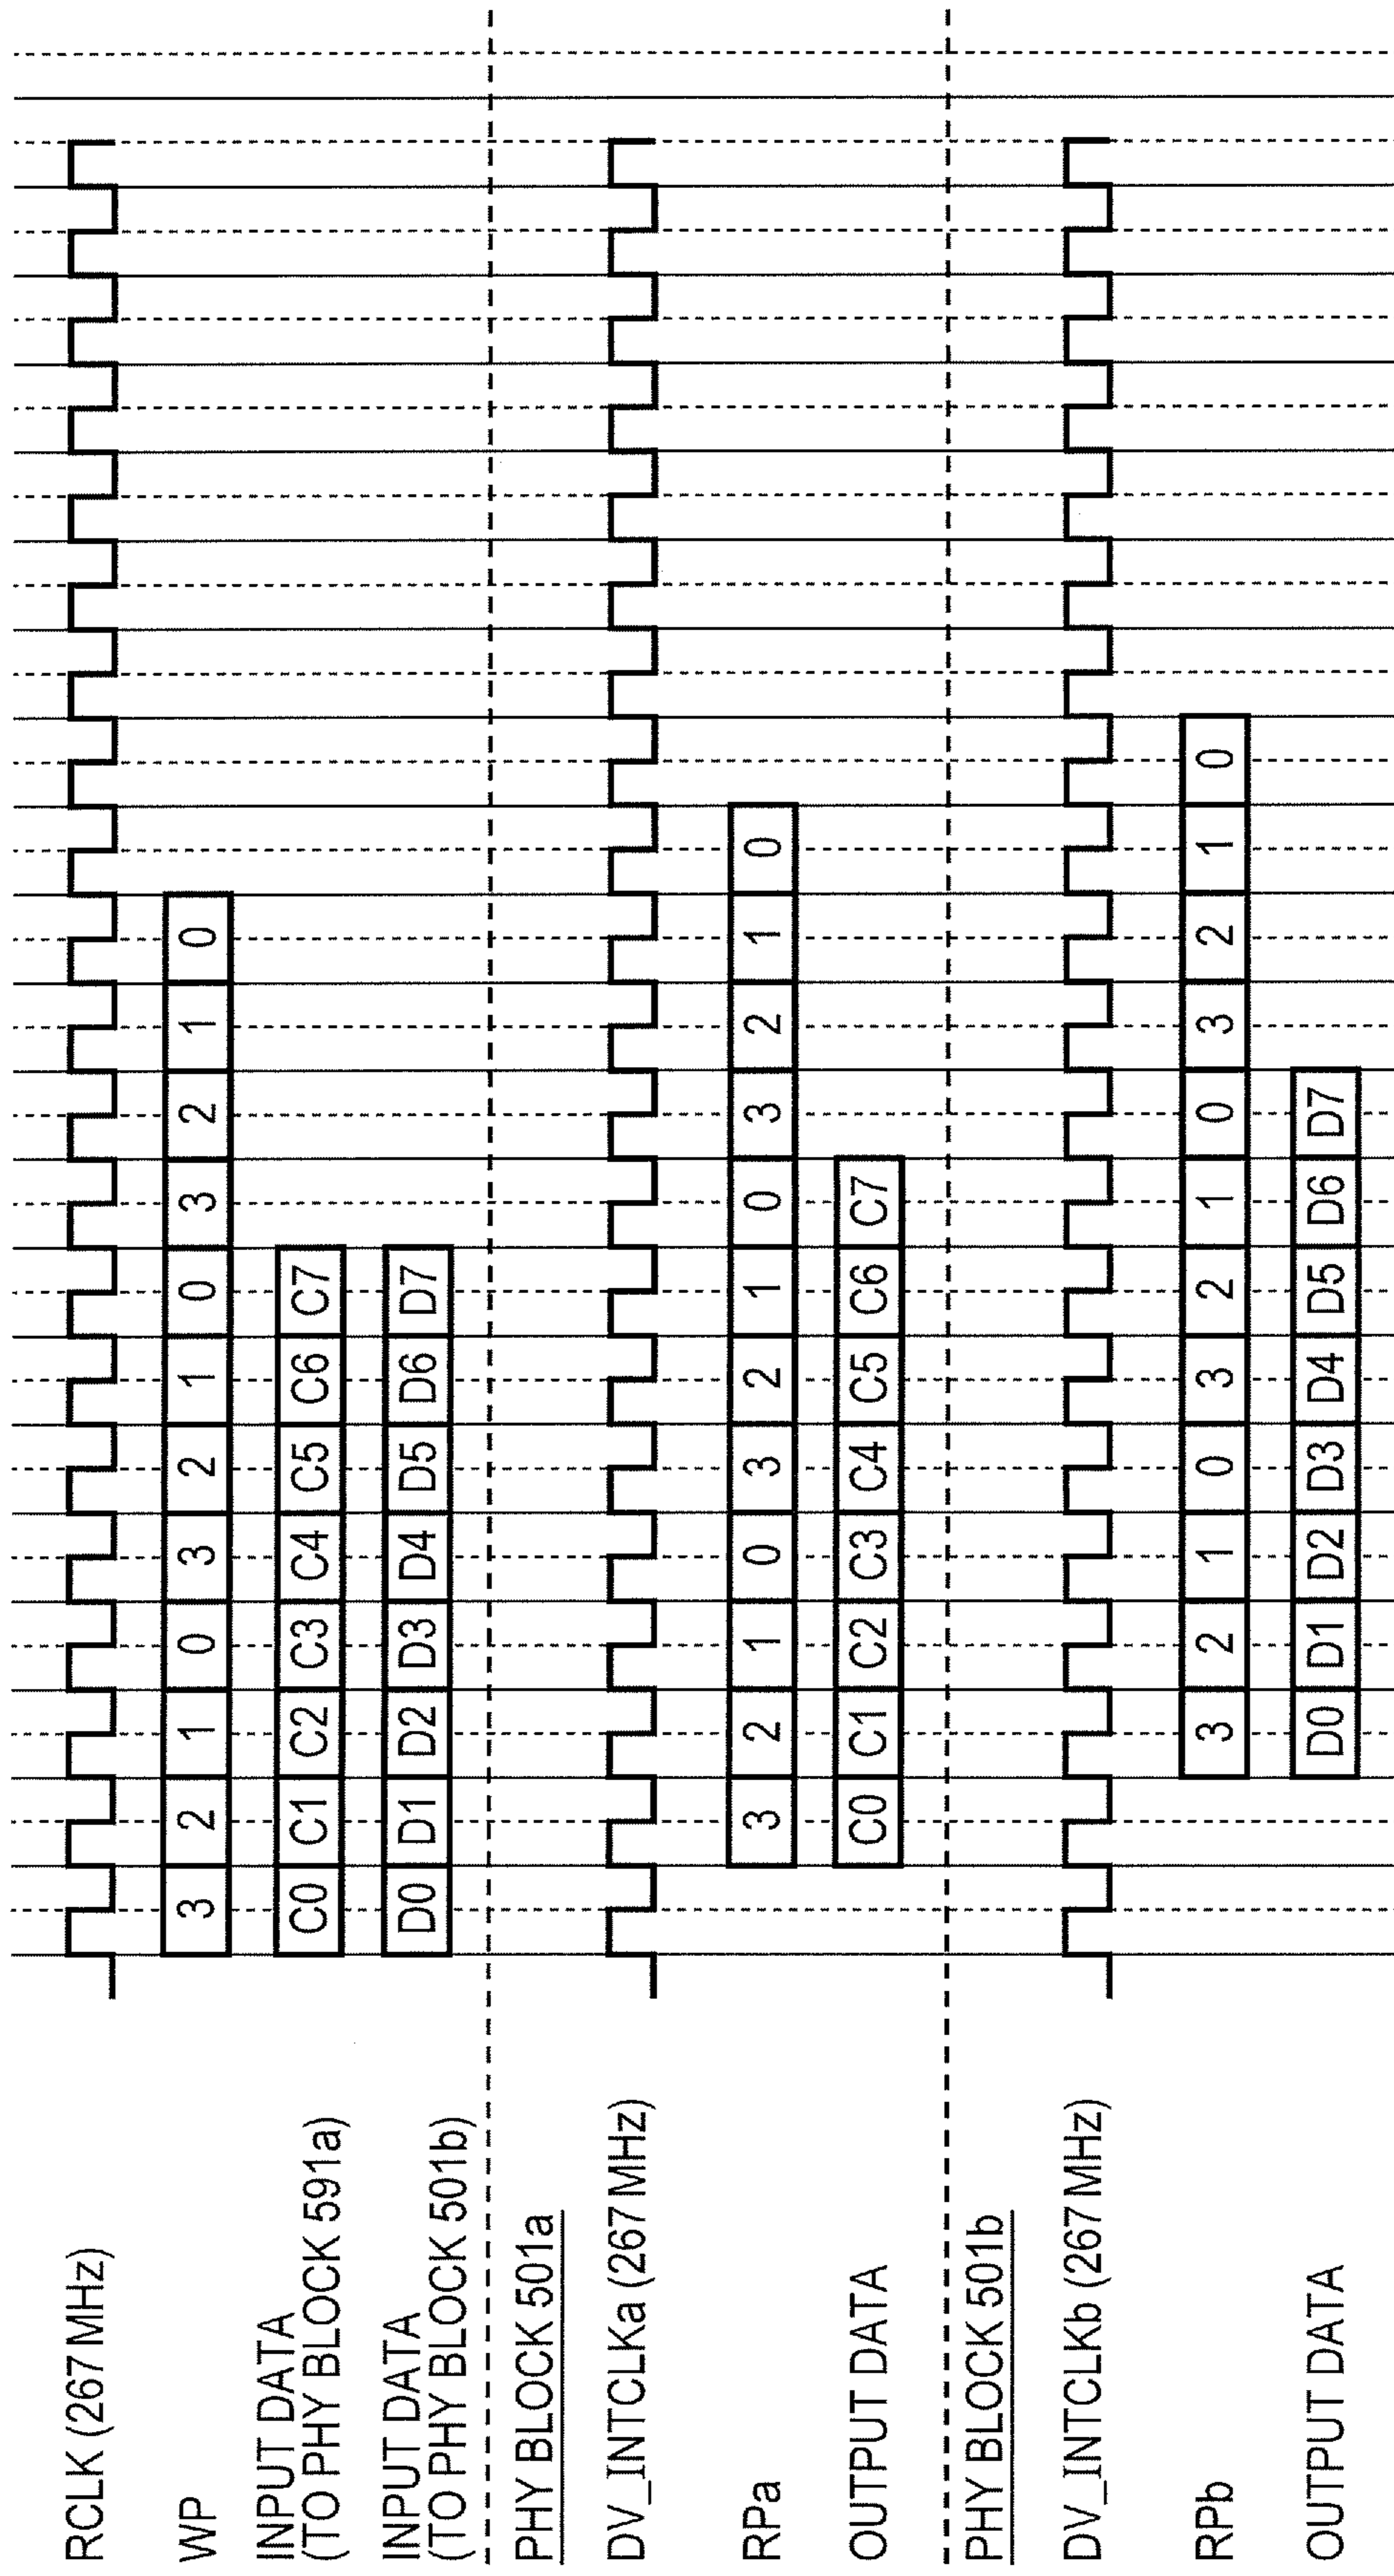 RCLK (267 MHz)
WP 3 2 1 0 3 2 1 0 3 2 1 0
INPUT DATA
(TO PHY BLOCK 591a) C0 C1 C2 C3 C4 C5 C6 C7
INPUT DATA
(TO PHY BLOCK 501b) D0 D1 D2 D3 D4 D5 D6 D7
PHY BLOCK 501a
DV_INTCLKa (267 MHz)
RPa 3 2 1 0 3 2 1 0 3 2 1 0
OUTPUT DATA C0 C1 C2 C3 C4 C5 C6 C7
PHY BLOCK 501b
DV_INTCLKb (267 MHz)
RPb 3 2 1 0 3 2 1 0 3 2 1 0
OUTPUT DATA D0 D1 D2 D3 D4 D5 D6 D7